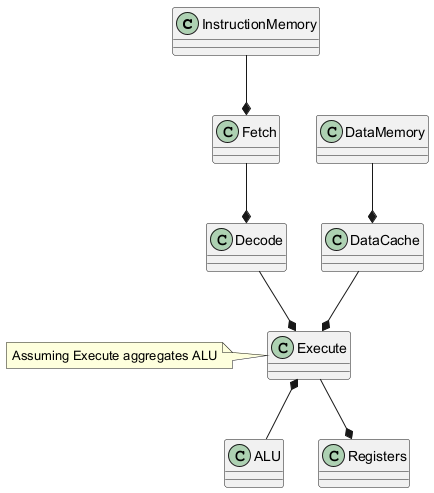 C InstructionMemory
C Fetch
C DataMemory
C Decode
C DataCache
Assuming Execute aggregates ALU
C Execute
C ALU
C Registers